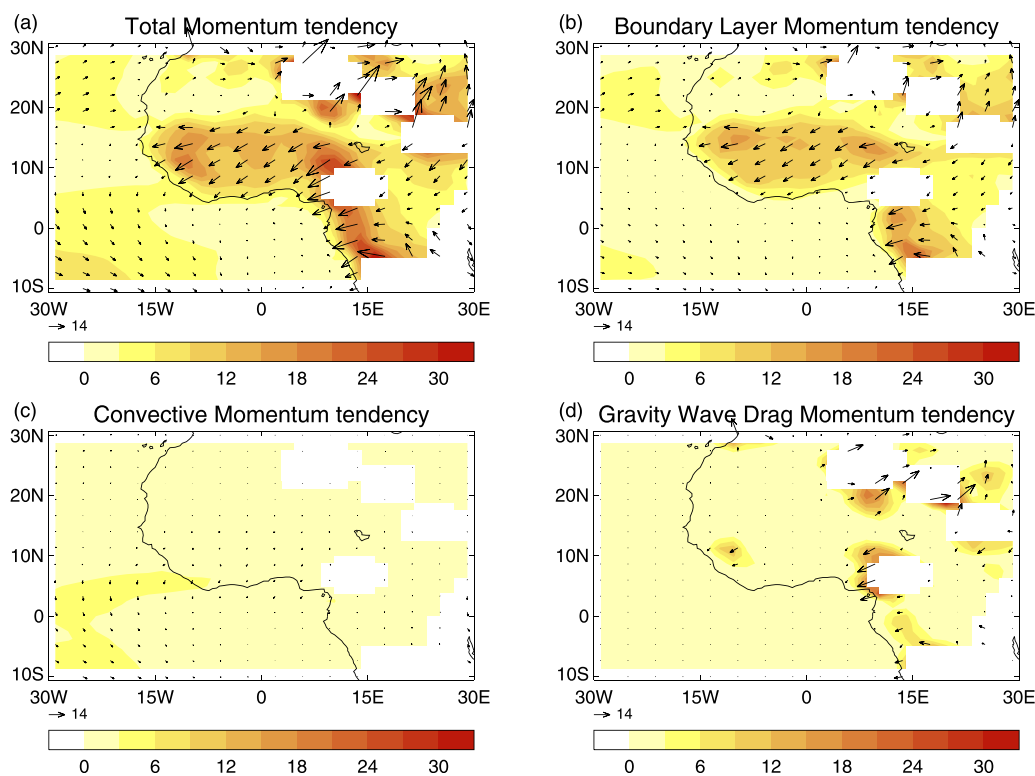 (a) Total Momentum tendency
(b) Boundary Layer Momentum tendency
30N
20N
10N
0
10S
30W 15W 0 15E 30E
14
0 6 12 18 24 30
30N
20N
10N
0
10S
30W 15W 0 15E 30E
14
0 6 12 18 24 30
(c) Convective Momentum tendency
(d) Gravity Wave Drag Momentum tendency
30N
20N
10N
0
10S
30W 15W 0 15E 30E
14
0 6 12 18 24 30
30N
20N
10N
0
10S
30W 15W 0 15E 30E
14
0 6 12 18 24 30